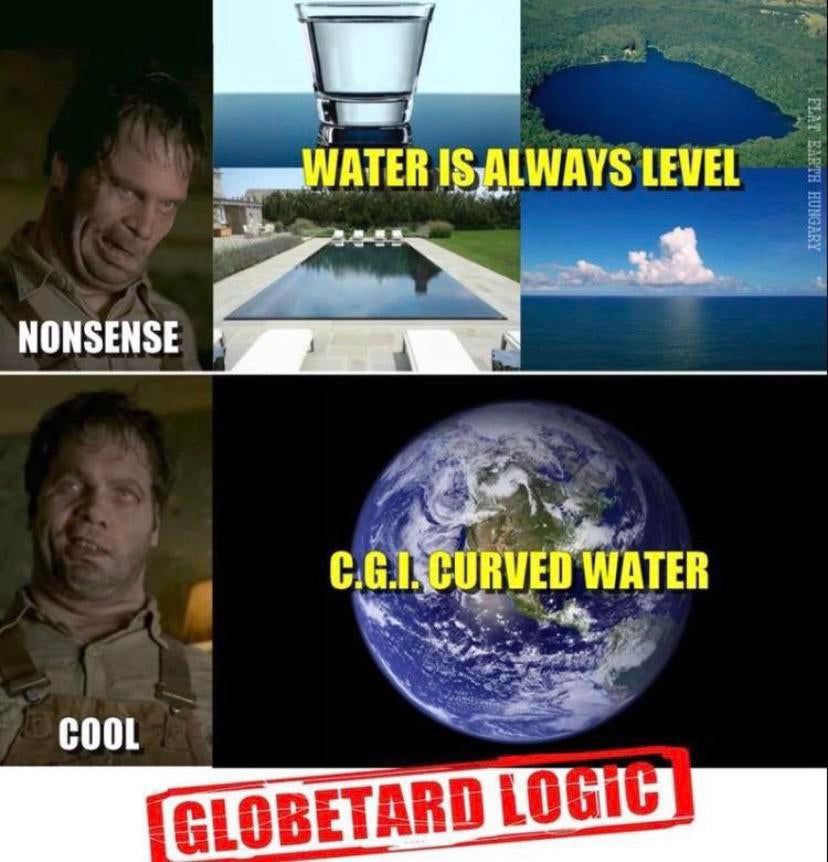 WATER IS ALWAYS LEVEL
FLAT EARTH HUNGARY
NONSENSE
C.G.I. CURVED WATER
COOL
GLOBETARD LOGIC